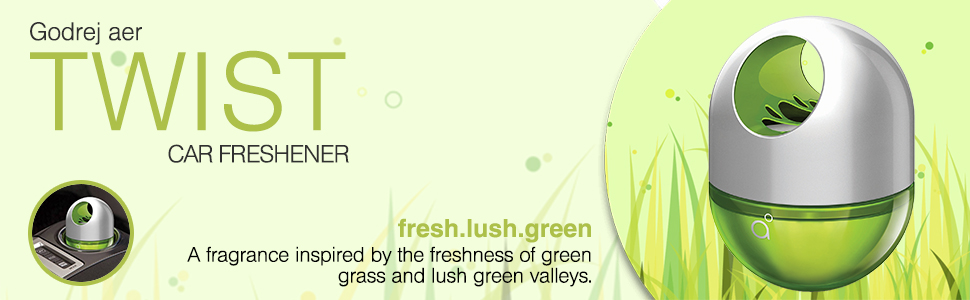 Godrej aer
TWIST
CAR FRESHENER
fresh.lush.green
A fragrance inspired by the freshness of green
grass and lush green valleys.
a